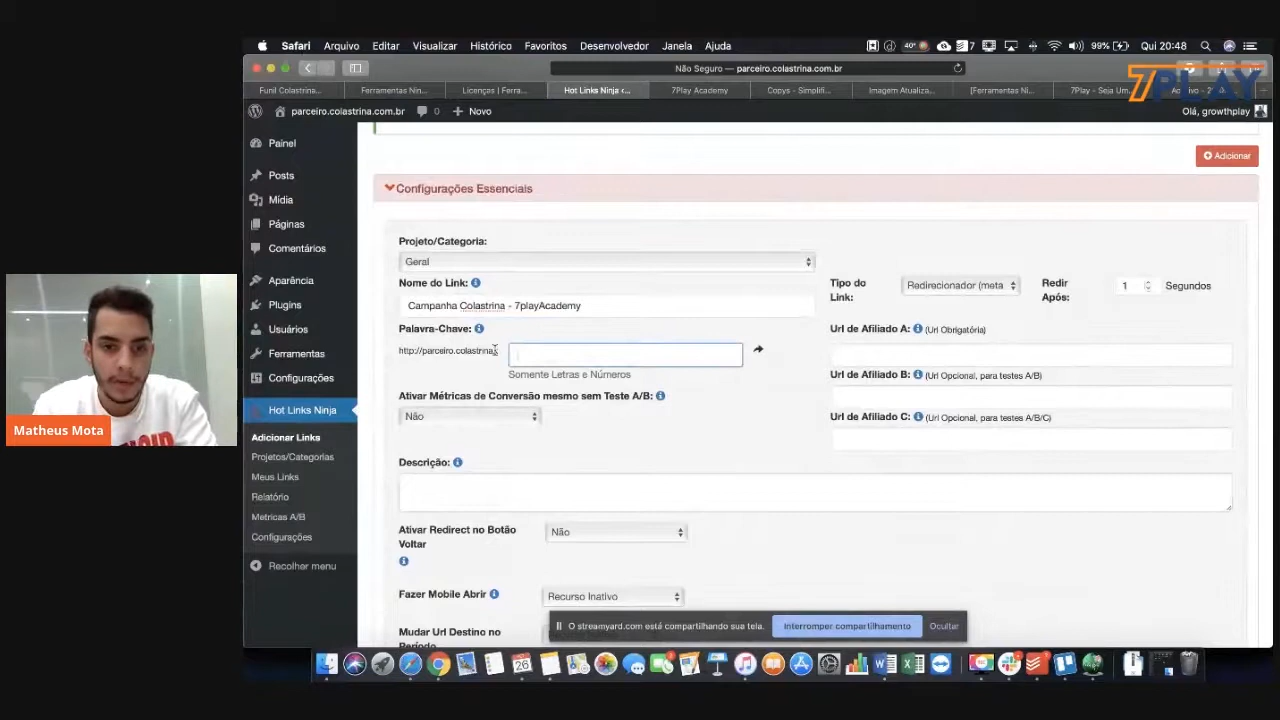 Safari Arquivo Editar Visualizar Histórico Favoritos Desenvolvedor Janela Ajuda 7 40° 99% Qui 20:48
Não Seguro — parceiro.colastrina.com.br
7PLAY
Funil Colastrina... Ferramentas Nin... Licenças | Ferra... Hot Links Ninja ‹... 7Play Academy Copys - Simplifi... Imagem Atualiza... [Ferramentas Ni... 7Play - Seja Um...
parceiro.colastrina.com.br 0 Novo Olá, growthplay
Painel
Adicionar
Posts
Configurações Essenciais
Mídia
Páginas
Projeto/Categoria:
Comentários
Geral
Aparência
Nome do Link:
Tipo do Link:
Redirecionador (meta
Redir Após:
1 Segundos
Plugins
Campanha Colastrina - 7playAcademy
Usuários
Palavra-Chave:
Url de Afiliado A: (Url Obrigatória)
Ferramentas
http://parceiro.colastrina
Somente Letras e Números
Url de Afiliado B: (Url Opcional, para testes A/B)
Configurações
Ativar Métricas de Conversão mesmo sem Teste A/B:
Hot Links Ninja
Não
Url de Afiliado C: (Url Opcional, para testes A/B/C)
Matheus Mota
Adicionar Links
Projetos/Categorias
Descrição:
Meus Links
Relatório
Metricas A/B
Configurações
Ativar Redirect no Botão Voltar
Não
Recolher menu
Fazer Mobile Abrir
Recurso Inativo
Mudar Url Destino no
Período
O streamyard.com está compartilhando sua tela. Interromper compartilhamento Ocultar
26